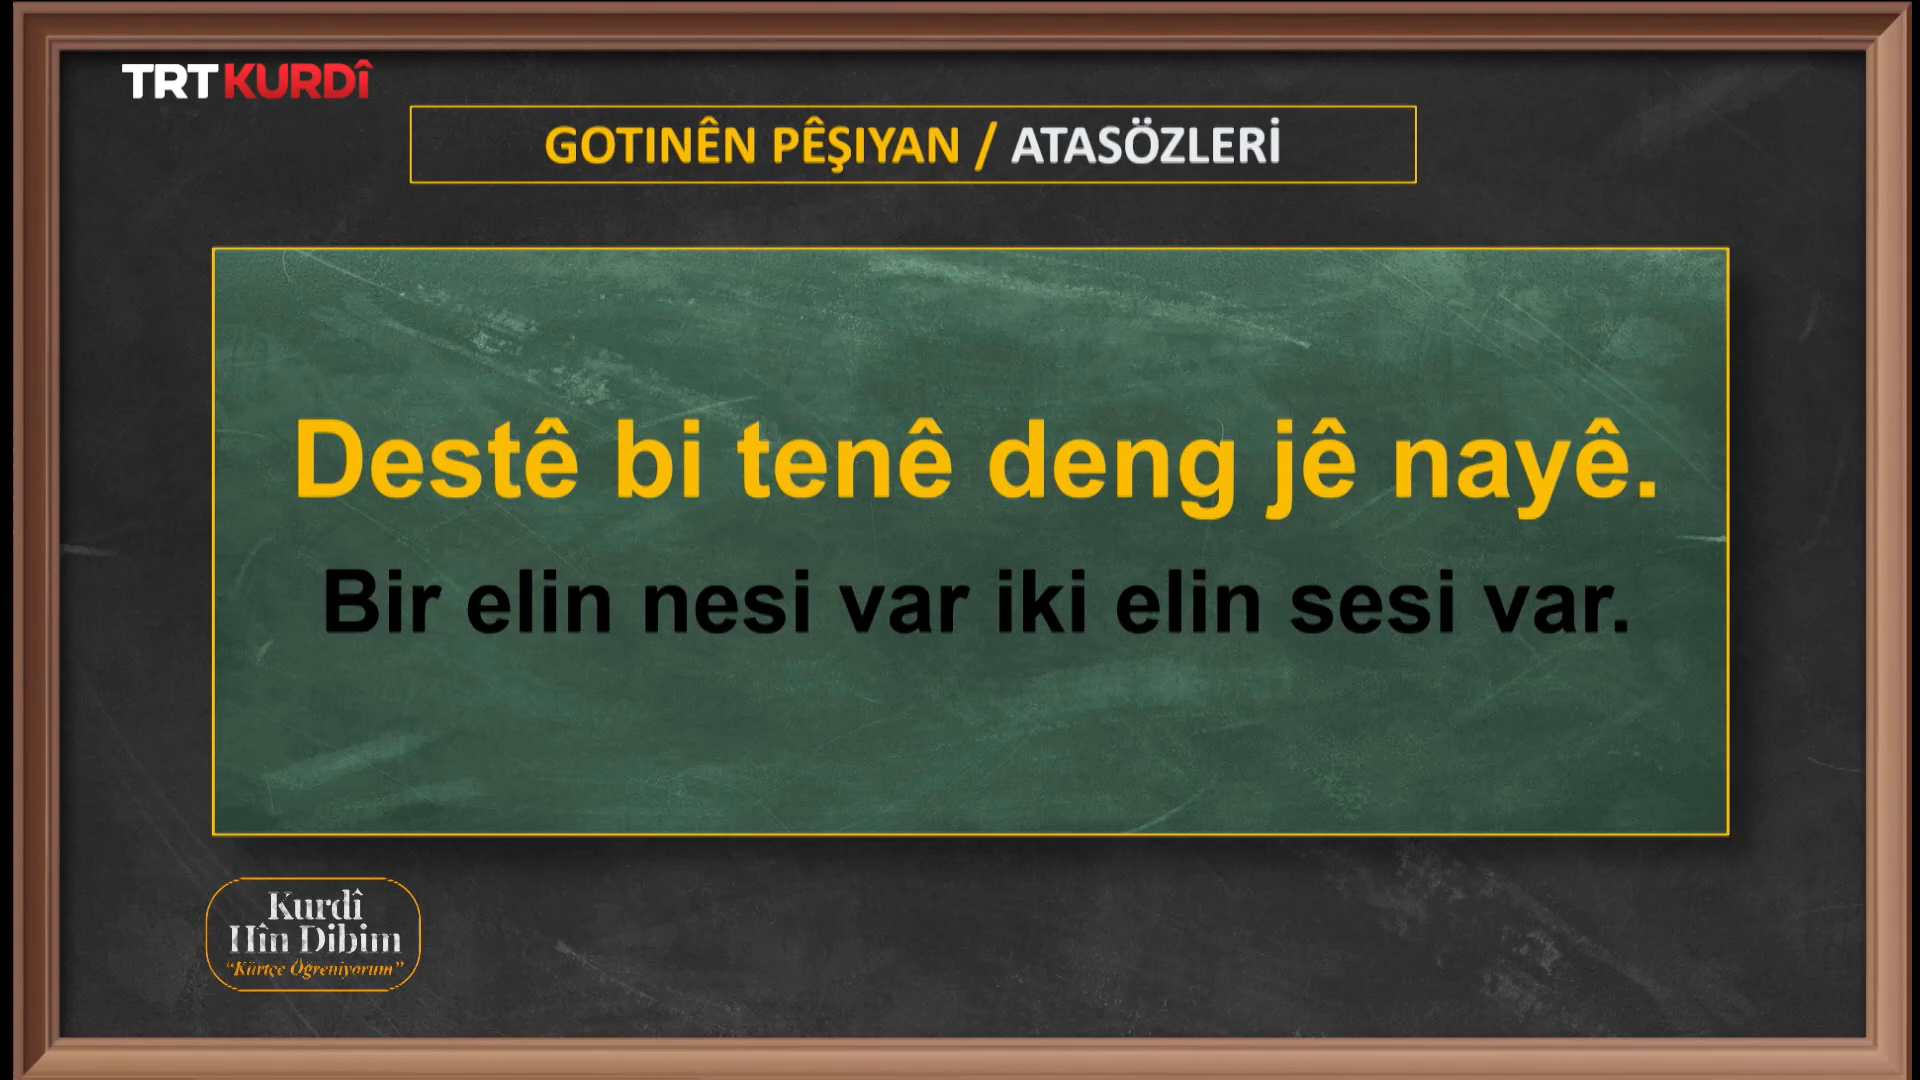 TRT KURDÎ
GOTINÊN PÊŞIYAN / ATASÖZLERİ
Destê bi tenê deng jê nayê.
Bir elin nesi var iki elin sesi var.
Kurdî
Hîn Dibim
“Kürtçe Öğreniyorum”